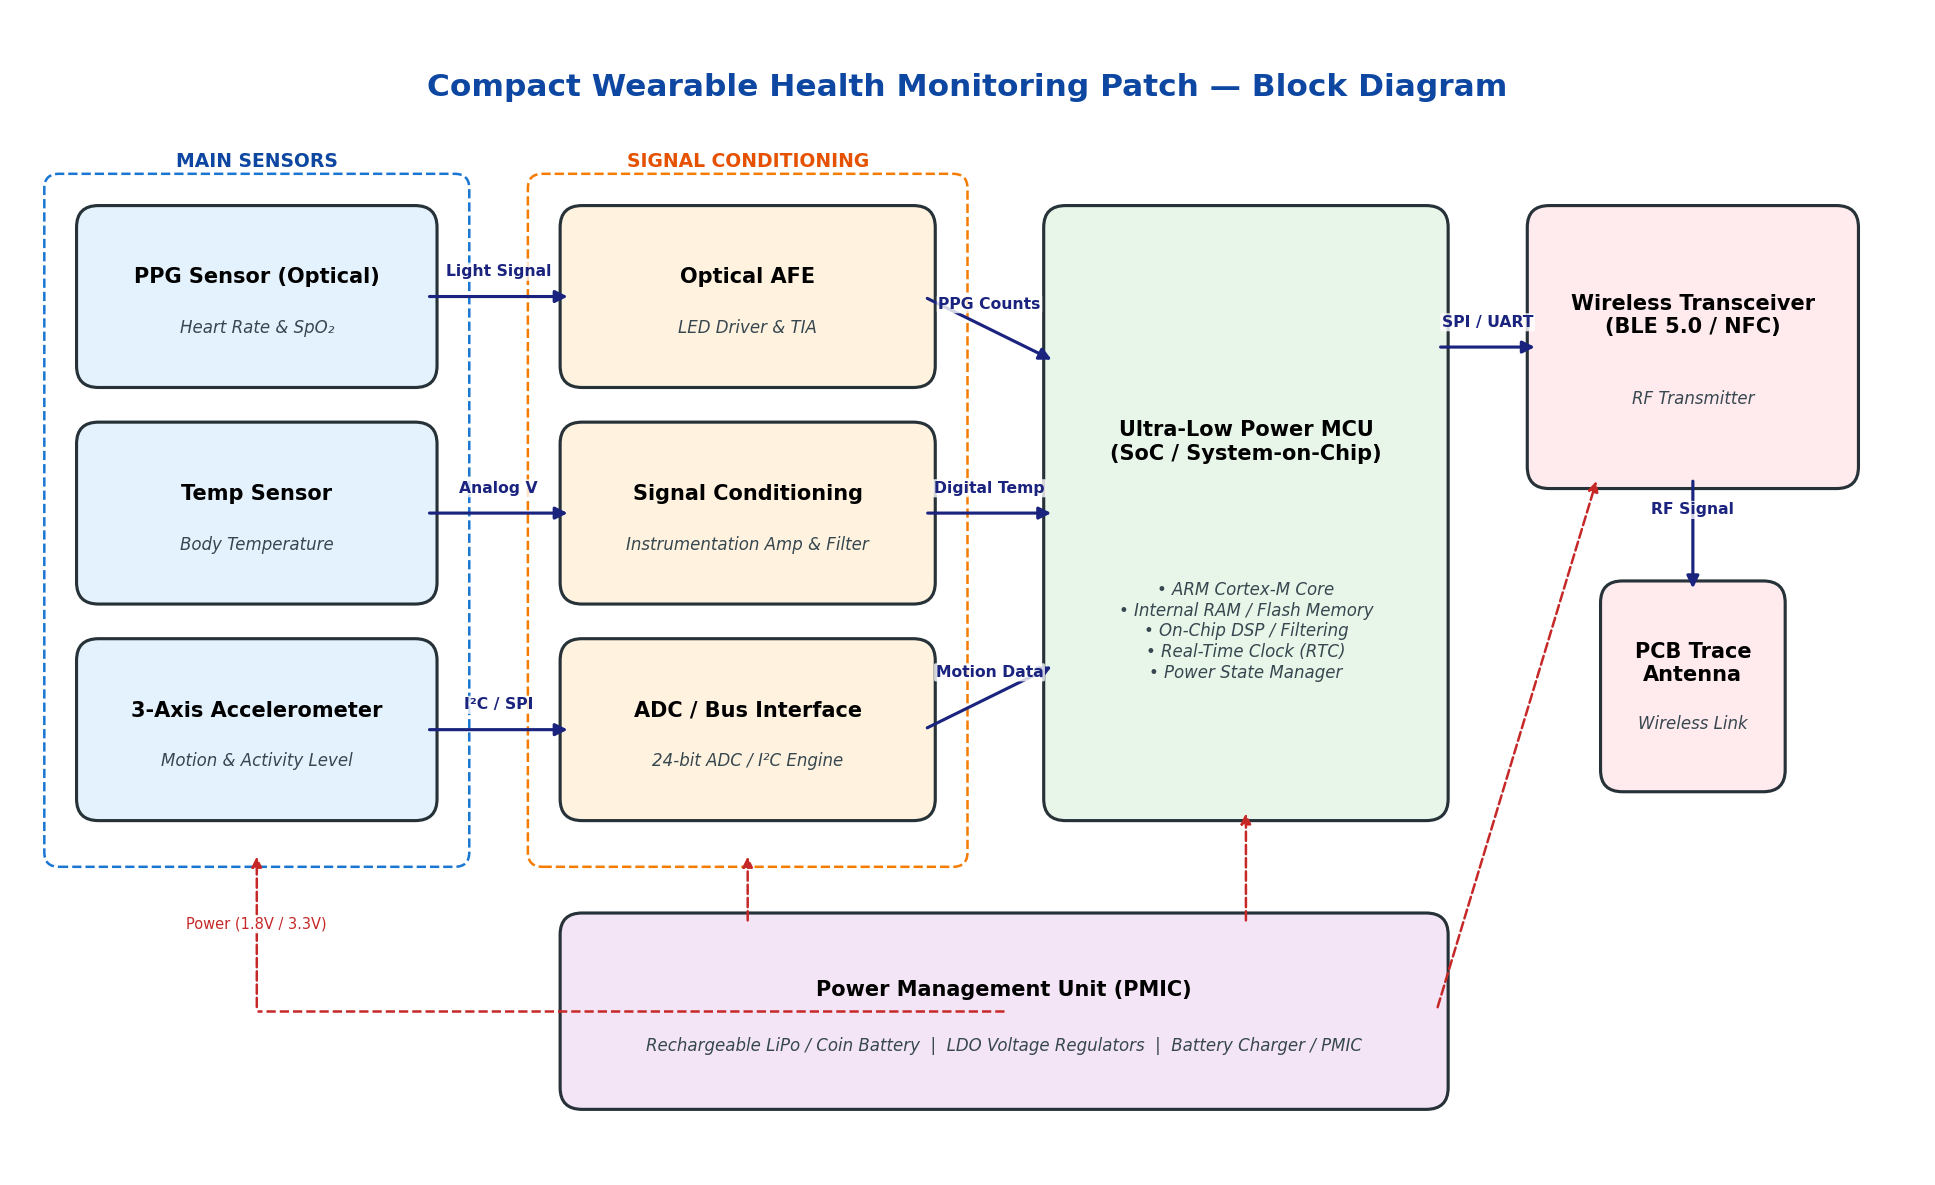 Compact Wearable Health Monitoring Patch — Block Diagram
MAIN SENSORS
SIGNAL CONDITIONING
PPG Sensor (Optical)
Heart Rate & SpO₂
Light Signal
Optical AFE
LED Driver & TIA
PPG Counts
Temp Sensor
Body Temperature
Analog V
Signal Conditioning
Instrumentation Amp & Filter
Digital Temp
3-Axis Accelerometer
Motion & Activity Level
I²C / SPI
ADC / Bus Interface
24-bit ADC / I²C Engine
Motion Data
Ultra-Low Power MCU
(SoC / System-on-Chip)
• ARM Cortex-M Core
• Internal RAM / Flash Memory
• On-Chip DSP / Filtering
• Real-Time Clock (RTC)
• Power State Manager
SPI / UART
Wireless Transceiver
(BLE 5.0 / NFC)
RF Transmitter
RF Signal
PCB Trace
Antenna
Wireless Link
Power (1.8V / 3.3V)
Power Management Unit (PMIC)
Rechargeable LiPo / Coin Battery | LDO Voltage Regulators | Battery Charger / PMIC